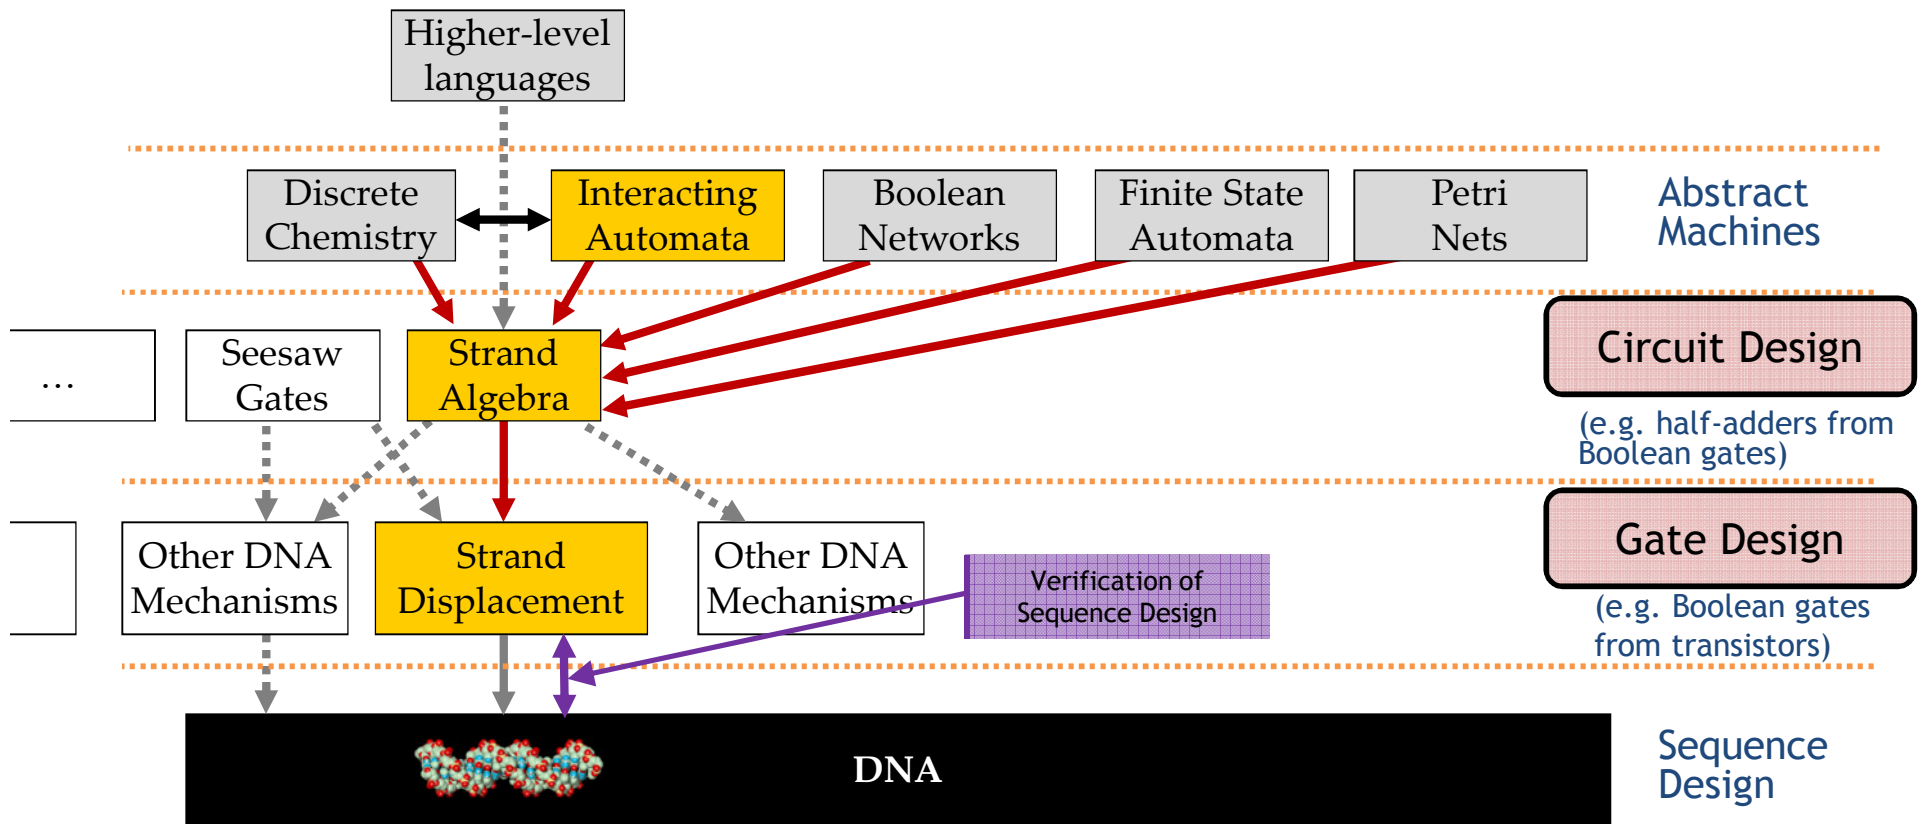 Higher-level
languages
Discrete
Chemistry
Interacting
Automata
Boolean
Networks
Finite State
Automata
Petri
Nets
Abstract
Machines
…
Seesaw
Gates
Strand
Algebra
Circuit Design
(e.g. half-adders from
Boolean gates)
Other DNA
Mechanisms
Strand
Displacement
Other DNA
Mechanisms
Verification of
Sequence Design
Gate Design
(e.g. Boolean gates
from transistors)
DNA
Sequence
Design